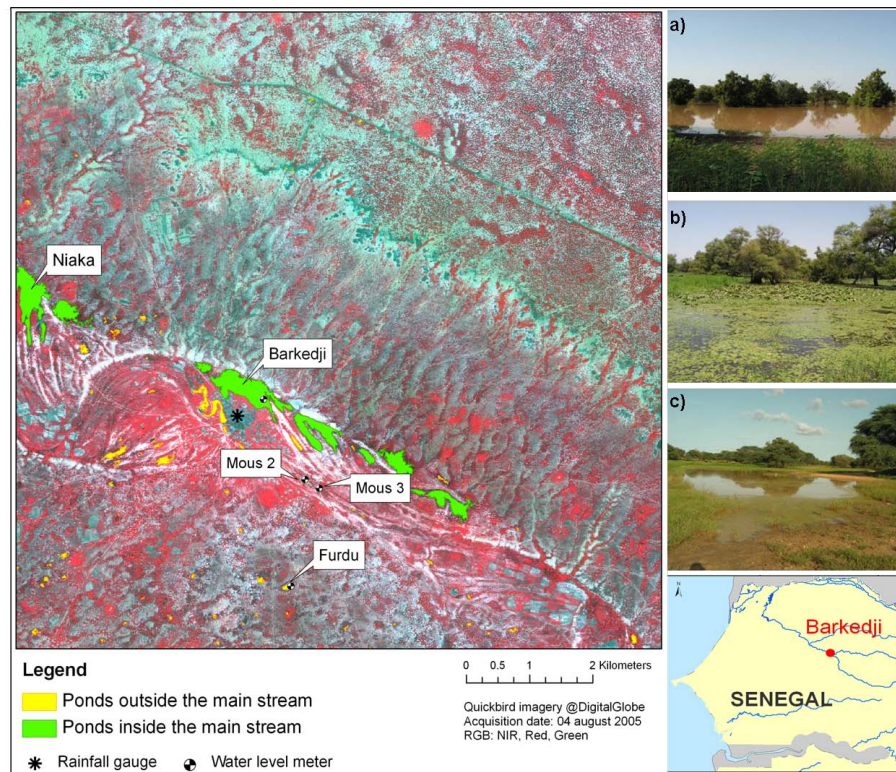 Niaka
Barkedji
Mous 2
Mous 3
Furdu
Legend
Ponds outside the main stream
Ponds inside the main stream
Rainfall gauge
Water level meter
0 0.5 1 2 Kilometers
Quickbird imagery @DigitalGlobe
Acquisition date: 04 august 2005
RGB: NIR, Red, Green
a)
b)
c)
N
Barkedji
SENEGAL